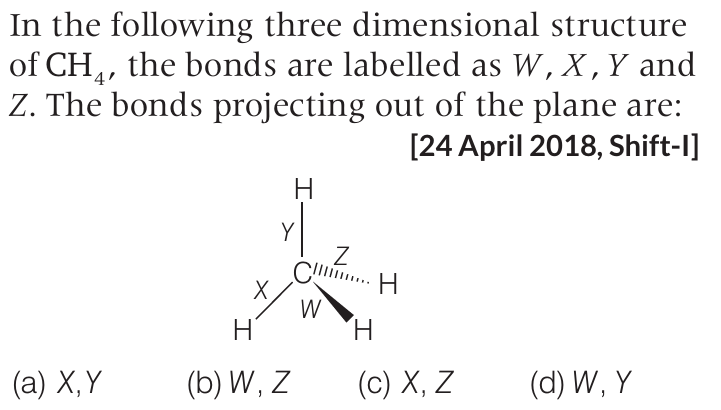 In the following three dimensional structure
of CH₄, the bonds are labelled as W, X, Y and
Z. The bonds projecting out of the plane are:
[24 April 2018, Shift-I]
H
Y
Z
C
H
X
W
H
H
(a) X,Y (b) W, Z (c) X, Z (d) W, Y